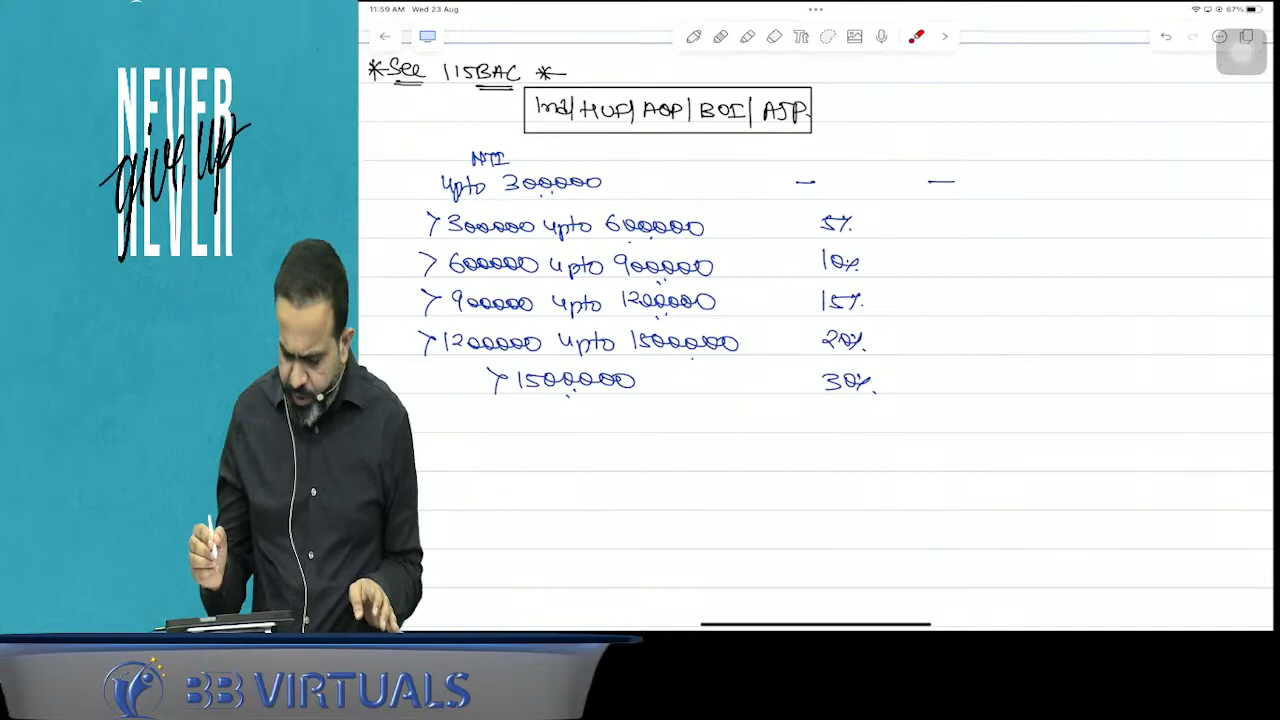 11:59 AM Wed 23 Aug
67%
NEVER
give up
NEVER
*See 115BAC *
Ind/HUF/AOP/BOI/AJP.
NTI
upto 300000 — —
>300000 upto 600000 5%
>600000 upto 900000 10%
>900000 upto 1200000 15%
>1200000 upto 1500000 20%
>1500000 30%
BB VIRTUALS